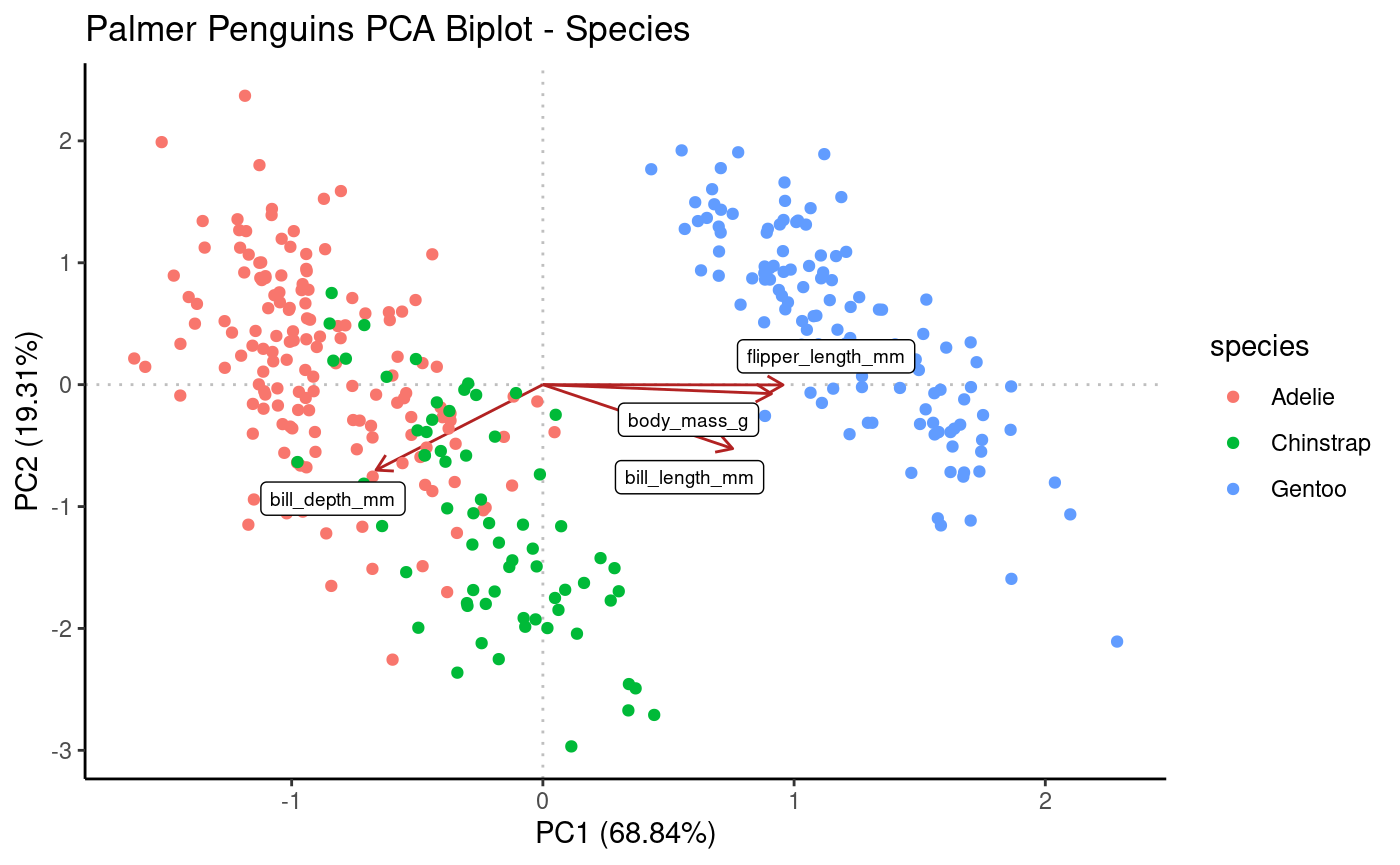 Palmer Penguins PCA Biplot - Species
PC2 (19.31%)
2
1
0
-1
-2
-3
flipper_length_mm
body_mass_g
bill_length_mm
bill_depth_mm
-1
0
1
2
PC1 (68.84%)
species
Adelie
Chinstrap
Gentoo